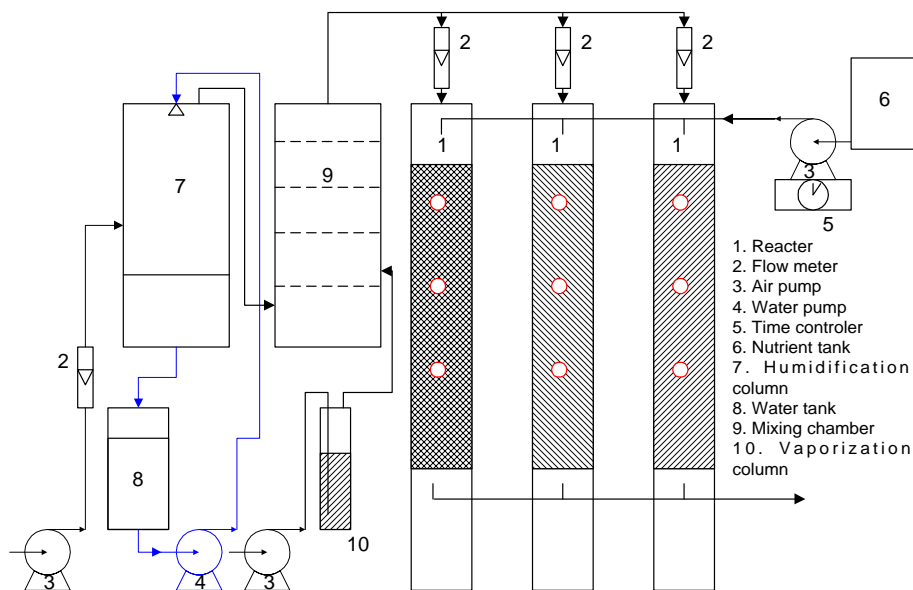 2
2
2
6
1
1
1
9
7
3
5
1. Reacter
2. Flow meter
3. Air pump
4. Water pump
5. Time controler
6. Nutrient tank
7. Humidification
column
8. Water tank
9. Mixing chamber
10. Vaporization
column
2
8
10
3
4
3